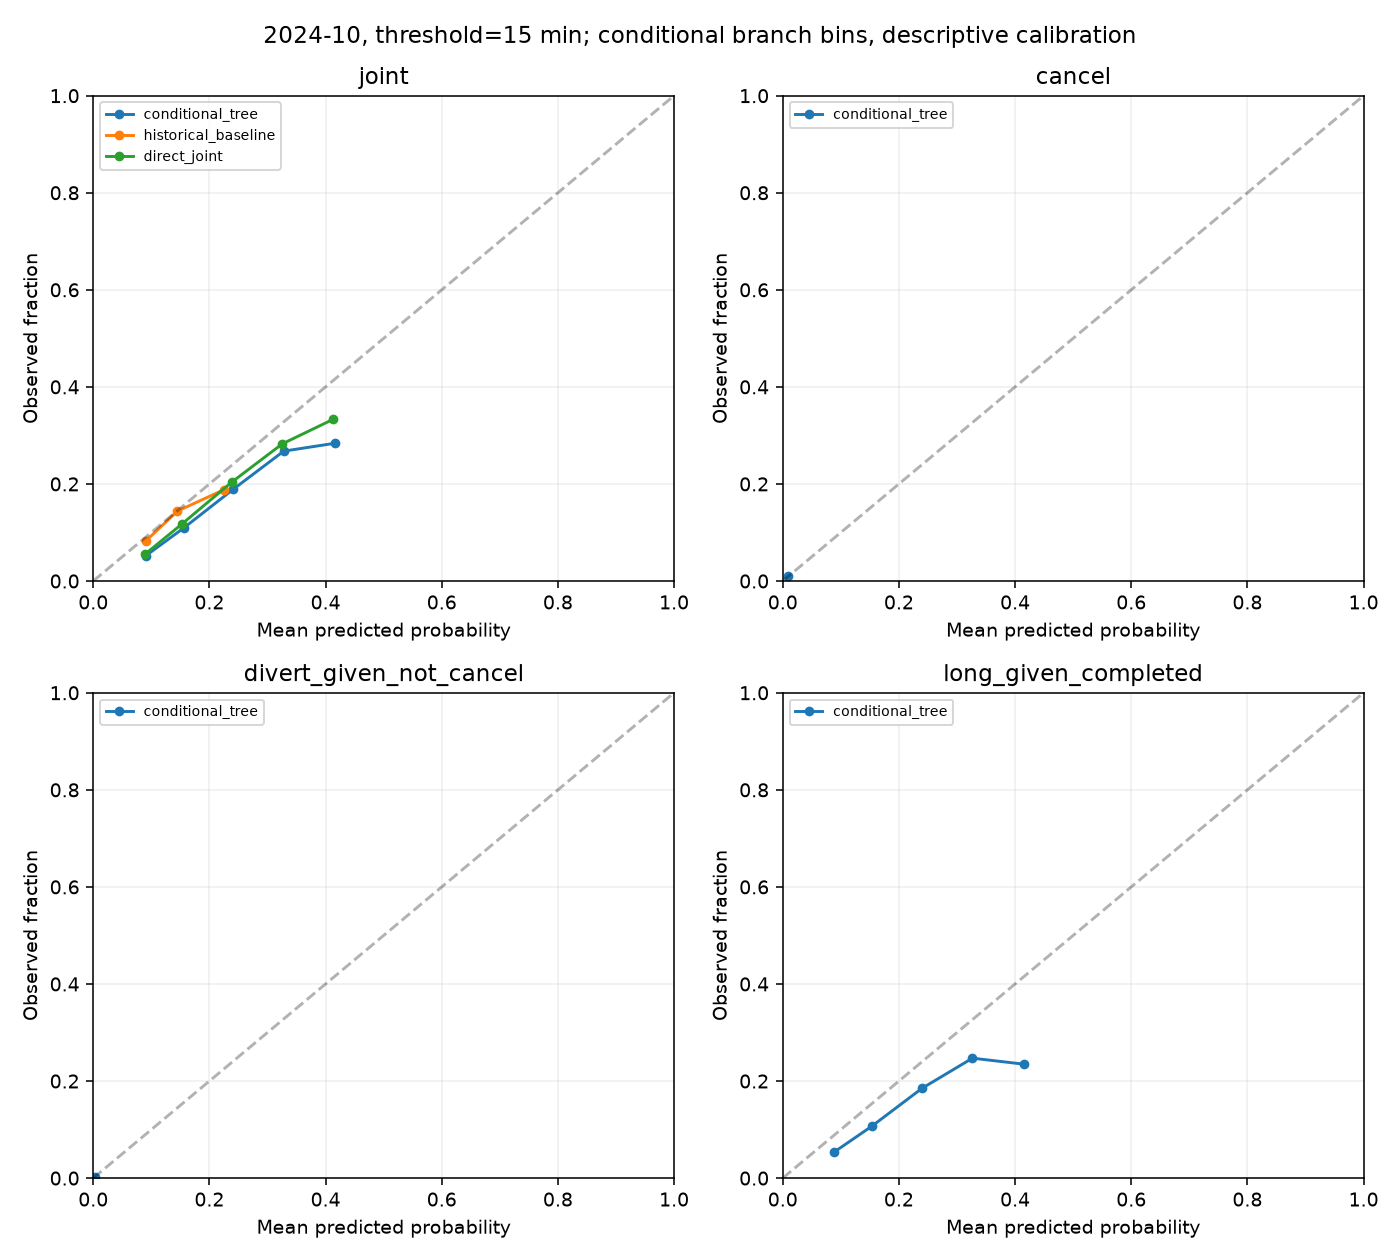 2024-10, threshold=15 min; conditional branch bins, descriptive calibration
joint
1.0
0.8
0.6
0.4
0.2
0.0
0.0 0.2 0.4 0.6 0.8 1.0
Observed fraction
Mean predicted probability
conditional_tree
historical_baseline
direct_joint
cancel
1.0
0.8
0.6
0.4
0.2
0.0
0.0 0.2 0.4 0.6 0.8 1.0
Observed fraction
Mean predicted probability
conditional_tree
divert_given_not_cancel
1.0
0.8
0.6
0.4
0.2
0.0
0.0 0.2 0.4 0.6 0.8 1.0
Observed fraction
Mean predicted probability
conditional_tree
long_given_completed
1.0
0.8
0.6
0.4
0.2
0.0
0.0 0.2 0.4 0.6 0.8 1.0
Observed fraction
Mean predicted probability
conditional_tree